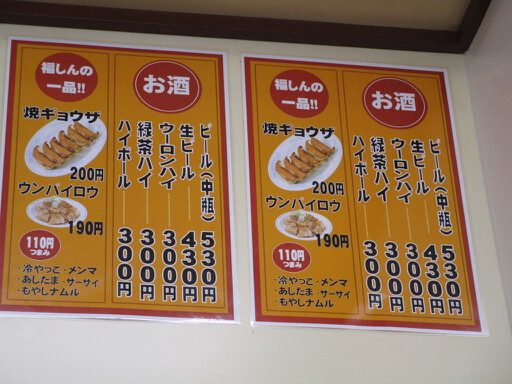 福しんの
一品!!
焼キョウザ
200円
ウンパイロウ
190円
110円
つまみ
・冷やっこ・メンマ
・あしたま・サーサイ
・もやしナムル
お酒
ビール(中瓶)……530円
生ビール……430円
ウーロンハイ……300円
緑茶ハイ……300円
ハイボール……300円
福しんの
一品!!
焼キョウザ
200円
ウンパイロウ
190円
110円
つまみ
・冷やっこ・メンマ
・あしたま・サーサイ
・もやしナムル
お酒
ビール(中瓶)……530円
生ビール……430円
ウーロンハイ……300円
緑茶ハイ……300円
ハイボール……300円